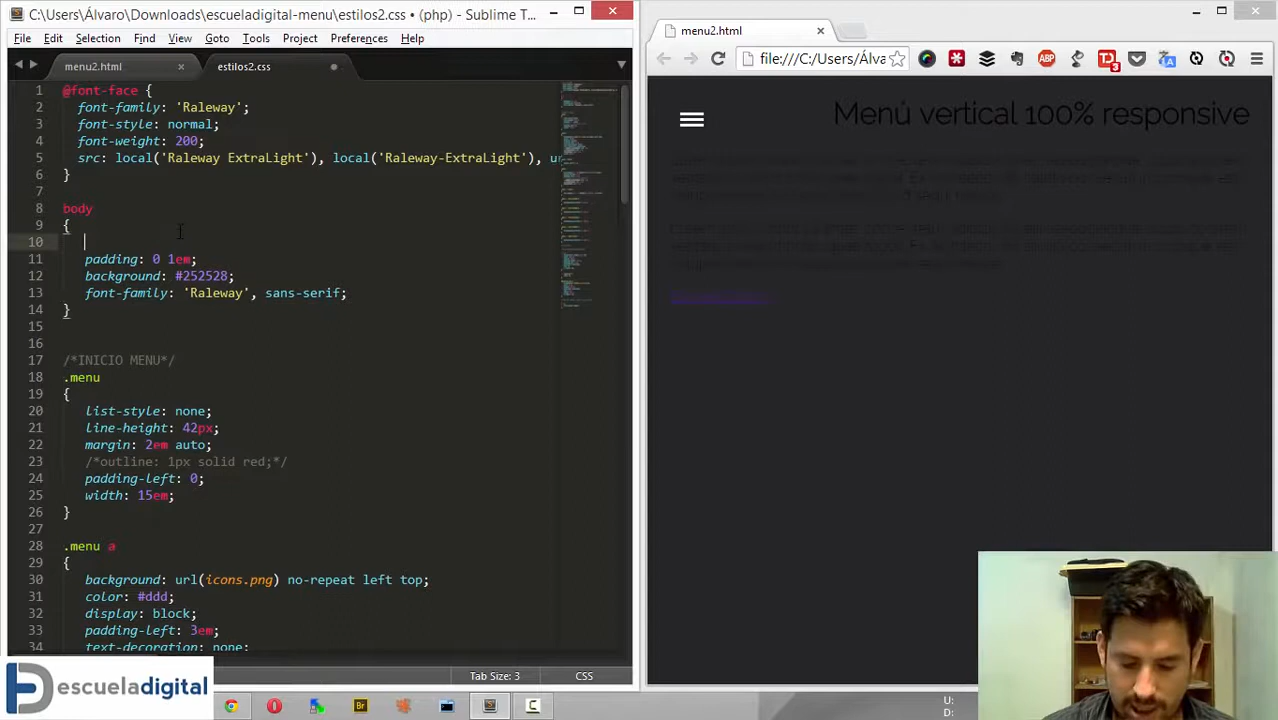 C:\Users\Álvaro\Downloads\escueladigital-menu\estilos2.css • (php) - Sublime T...
File Edit Selection Find View Goto Tools Project Preferences Help
menu2.html × estilos2.css
1 @font-face {
2 font-family: 'Raleway';
3 font-style: normal;
4 font-weight: 200;
5 src: local('Raleway ExtraLight'), local('Raleway-ExtraLight'), ur
6 }
7
8 body
9 {
10
11 padding: 0 1em;
12 background: #252528;
13 font-family: 'Raleway', sans-serif;
14 }
15
16
17 /*INICIO MENU*/
18 .menu
19 {
20 list-style: none;
21 line-height: 42px;
22 margin: 2em auto;
23 /*outline: 1px solid red;*/
24 padding-left: 0;
25 width: 15em;
26 }
27
28 .menu a
29 {
30 background: url(icons.png) no-repeat left top;
31 color: #ddd;
32 display: block;
33 padding-left: 3em;
34 text-decoration: none;
Tab Size: 3 CSS
escueladigital
menu2.html ×
file:///C:/Users/Álva
ABP
3
Menú vertical 100% responsive
Br
U:
D: